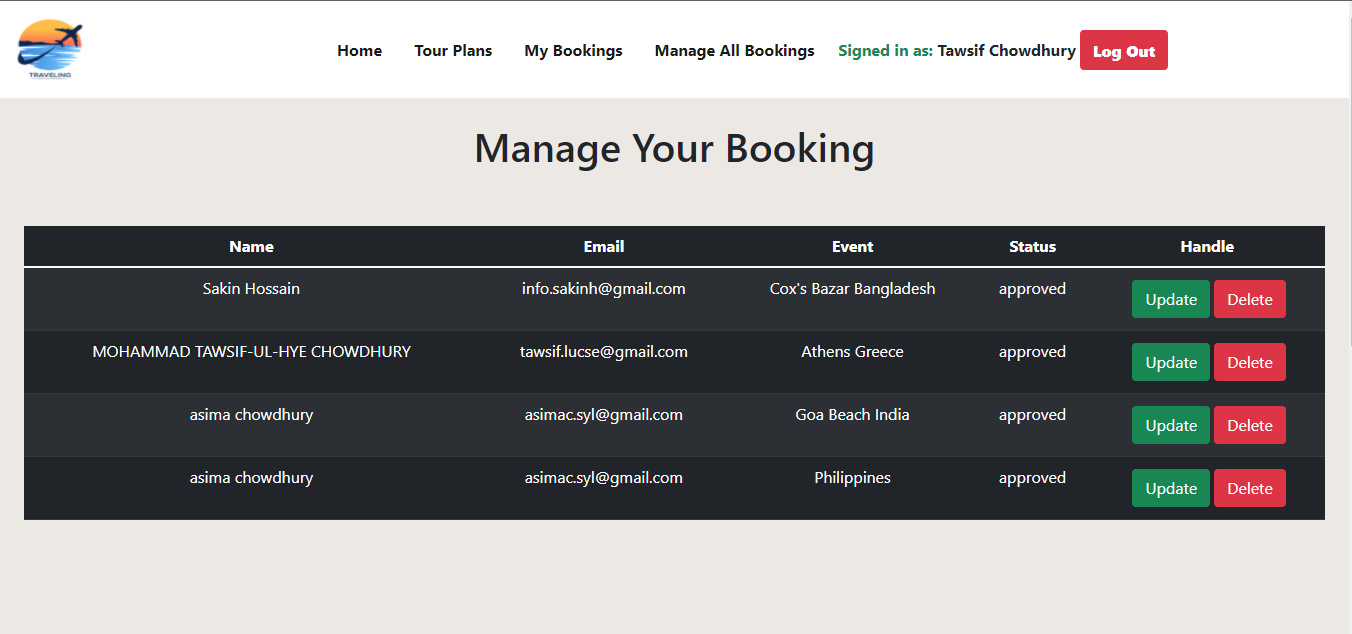 Home Tour Plans My Bookings Manage All Bookings Signed in as: Tawsif Chowdhury Log Out
TRAVELING
Manage Your Booking
Name Email Event Status Handle
Sakin Hossain info.sakinh@gmail.com Cox's Bazar Bangladesh approved Update Delete
MOHAMMAD TAWSIF-UL-HYE CHOWDHURY tawsif.lucse@gmail.com Athens Greece approved Update Delete
asima chowdhury asimac.syl@gmail.com Goa Beach India approved Update Delete
asima chowdhury asimac.syl@gmail.com Philippines approved Update Delete